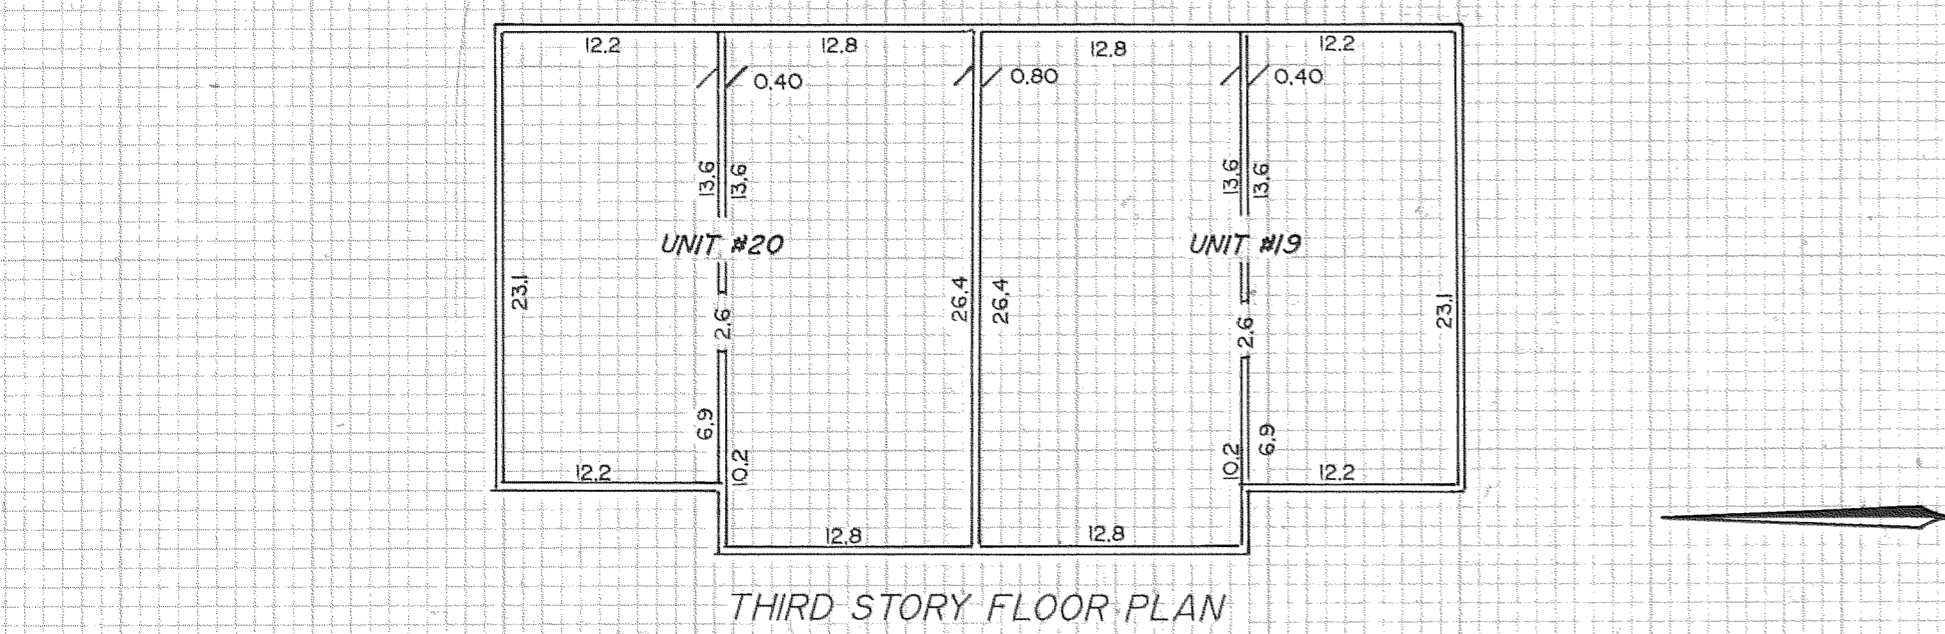 12.2 12.8 12.8 12.2
0.40 0.80 0.40
13.6 13.6 13.6 13.6
UNIT #20 UNIT #19
23.1 2.6 26.4 26.4 2.6 23.1
6.9 10.2 10.2 6.9
12.2 12.2
12.8 12.8
THIRD STORY FLOOR PLAN